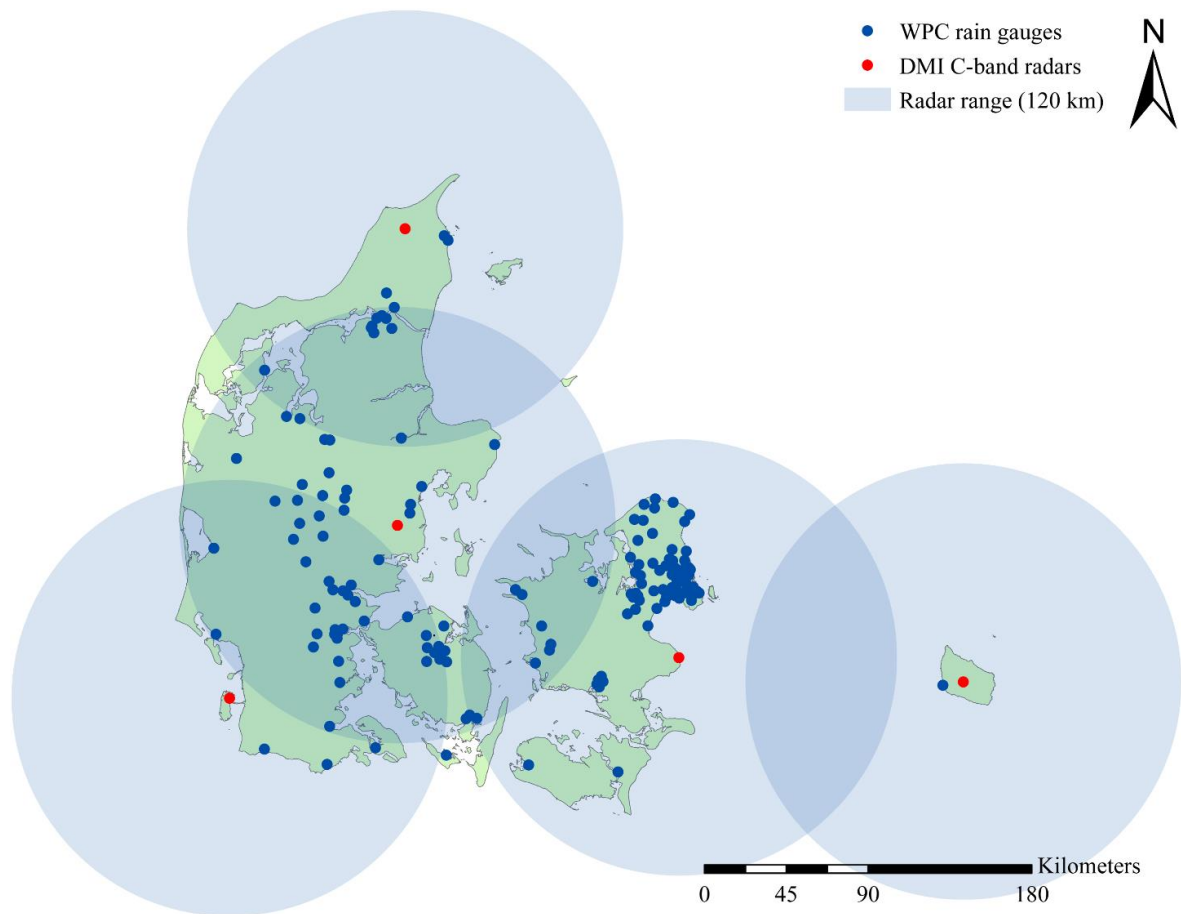 WPC rain gauges
DMI C-band radars
Radar range (120 km)
N
Kilometers
0 45 90 180